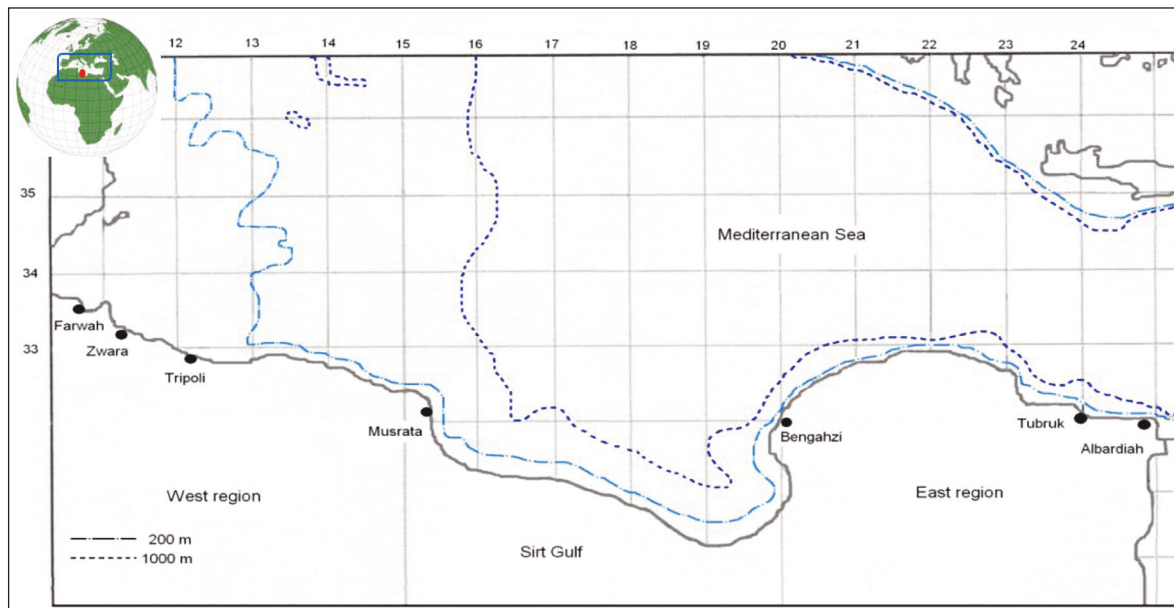 12 13 14 15 16 17 18 19 20 21 22 23 24
35
Mediterranean Sea
34
Farwah
Zwara
33
Tripoli
Musrata
Bengahzi
Tubruk
Albardiah
West region
East region
200 m
1000 m
Sirt Gulf